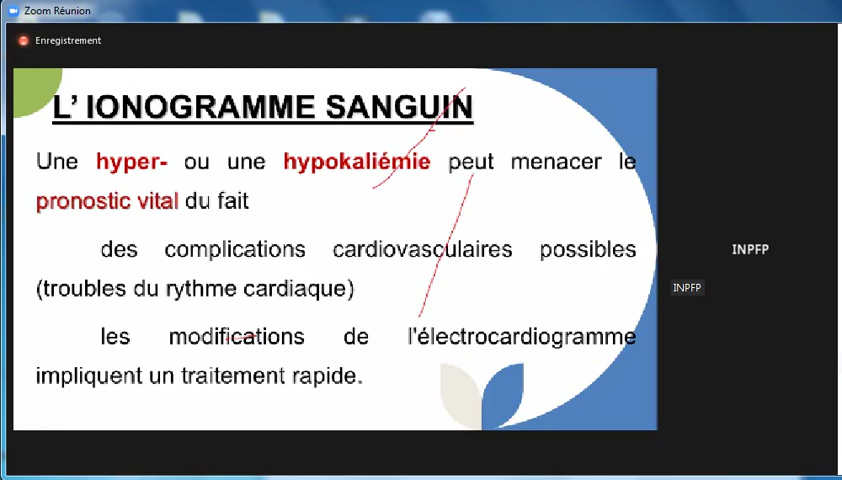 Zoom Réunion
Enregistrement
L' IONOGRAMME SANGUIN
Une hyper- ou une hypokaliémie peut menacer le
pronostic vital du fait
des complications cardiovasculaires possibles
(troubles du rythme cardiaque)
les modifications de l'électrocardiogramme
impliquent un traitement rapide.
INPFP
INPFP